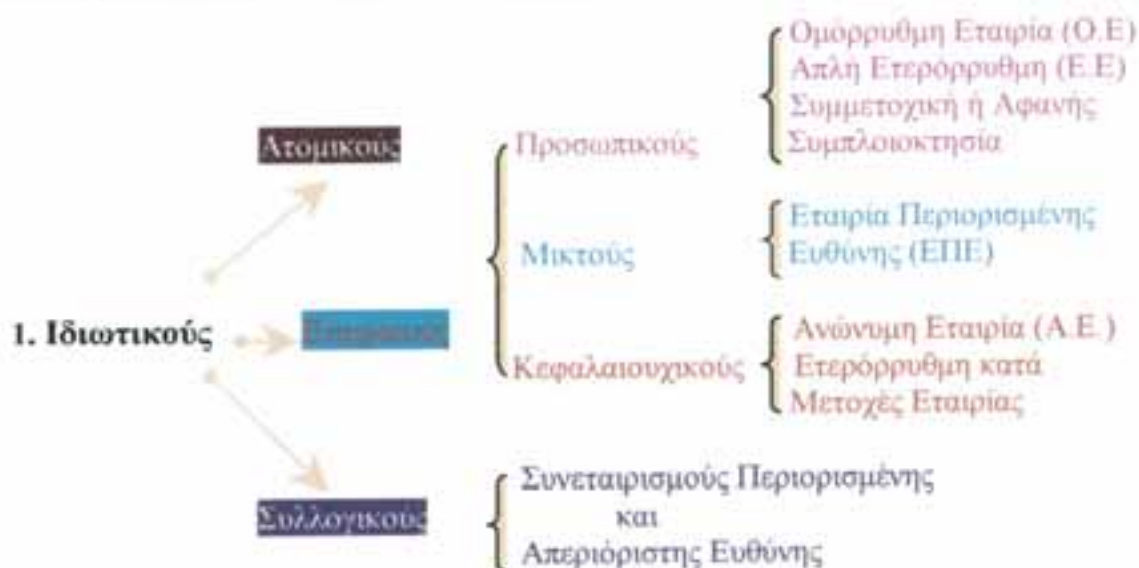 Ομόρρυθμη Εταιρία (Ο.Ε)
Απλή Ετερόρρυθμη (Ε.Ε)
Συμμετοχική ή Αφανής
Συμπλοιοκτησία
Ατομικούς
Προσωπικούς
Εταιρία Περιορισμένης
Ευθύνης (ΕΠΕ)
Μικτούς
1. Ιδιωτικούς
Ανώνυμη Εταιρία (Α.Ε.)
Ετερόρρυθμη κατά
Μετοχές Εταιρίας
Κεφαλαιουχικούς
Συλλογικούς
Συνεταιρισμούς Περιορισμένης
και
Απεριόριστης Ευθύνης